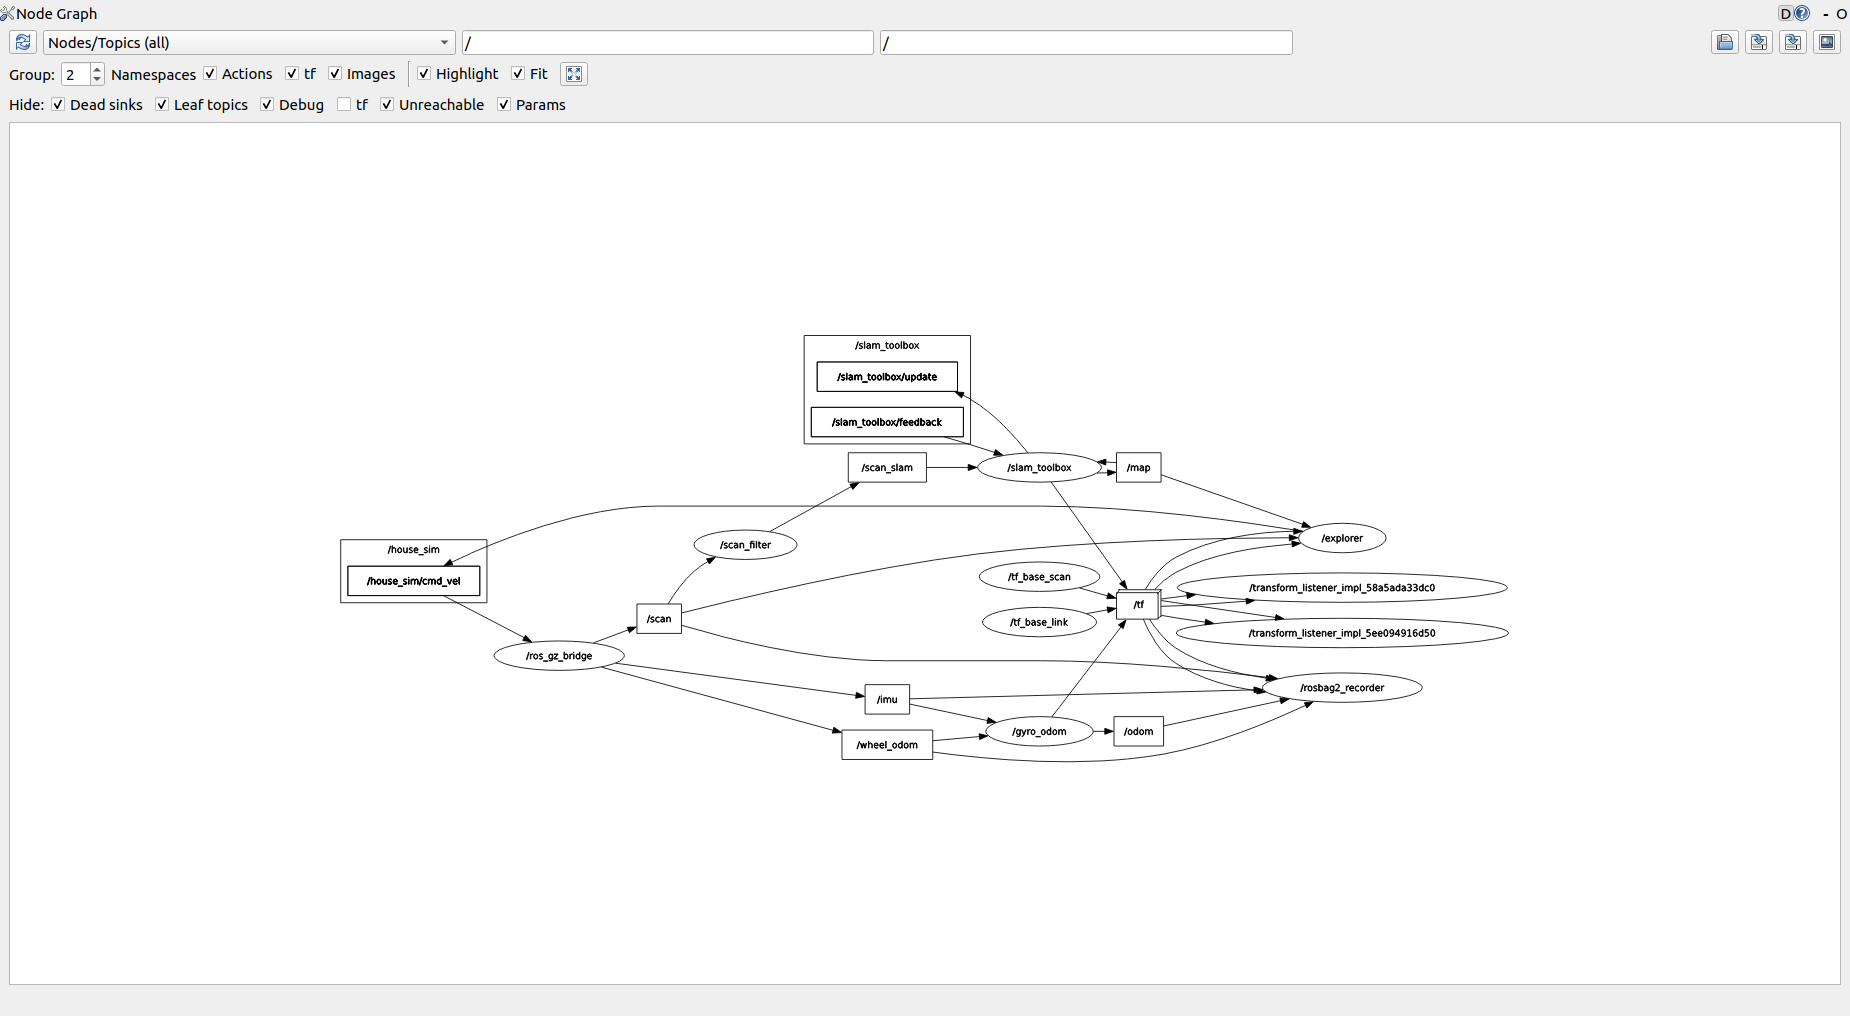 Node Graph
D ? - O
Nodes/Topics (all) / /
Group: 2 Namespaces Actions tf Images Highlight Fit
Hide: Dead sinks Leaf topics Debug tf Unreachable Params
/slam_toolbox
/slam_toolbox/update
/slam_toolbox/feedback
/scan_slam
/slam_toolbox
/map
/explorer
/scan_filter
/house_sim
/house_sim/cmd_vel
/tf_base_scan
/transform_listener_impl_58a5ada33dc0
/tf
/scan
/tf_base_link
/transform_listener_impl_5ee094916d50
/ros_gz_bridge
/imu
/rosbag2_recorder
/gyro_odom
/odom
/wheel_odom